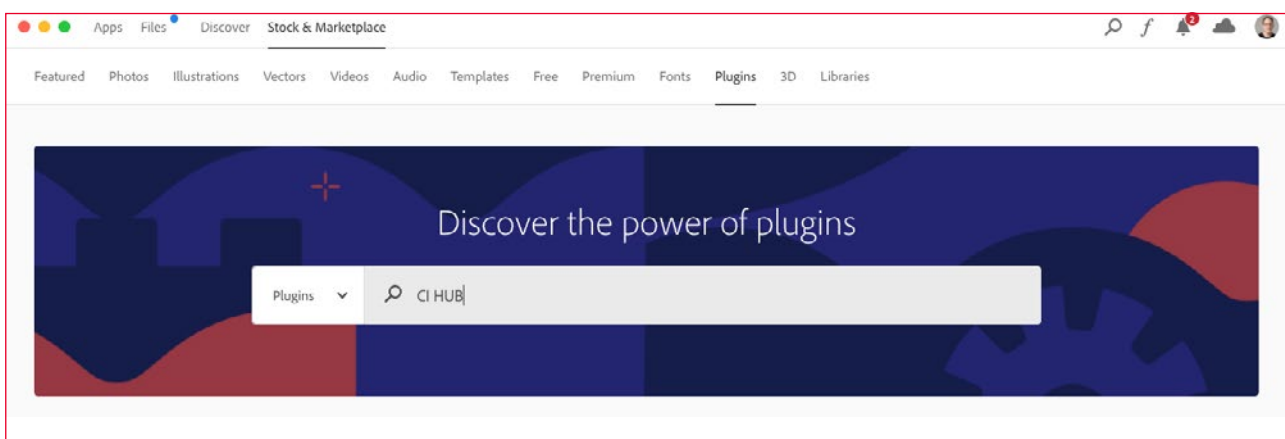 Apps Files Discover Stock & Marketplace f 2
Featured Photos Illustrations Vectors Videos Audio Templates Free Premium Fonts Plugins 3D Libraries
Discover the power of plugins
Plugins CI HUB